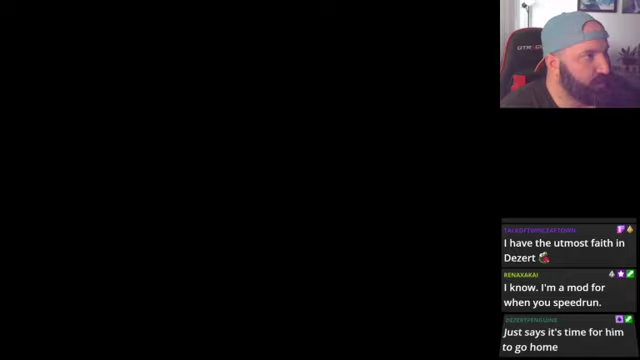 I have the utmost faith in
Dezert
RENAXAKAI
I know. I'm a mod for
when you speedrun.
DEZERTPENGUINE
Just says it's time for him
to go home